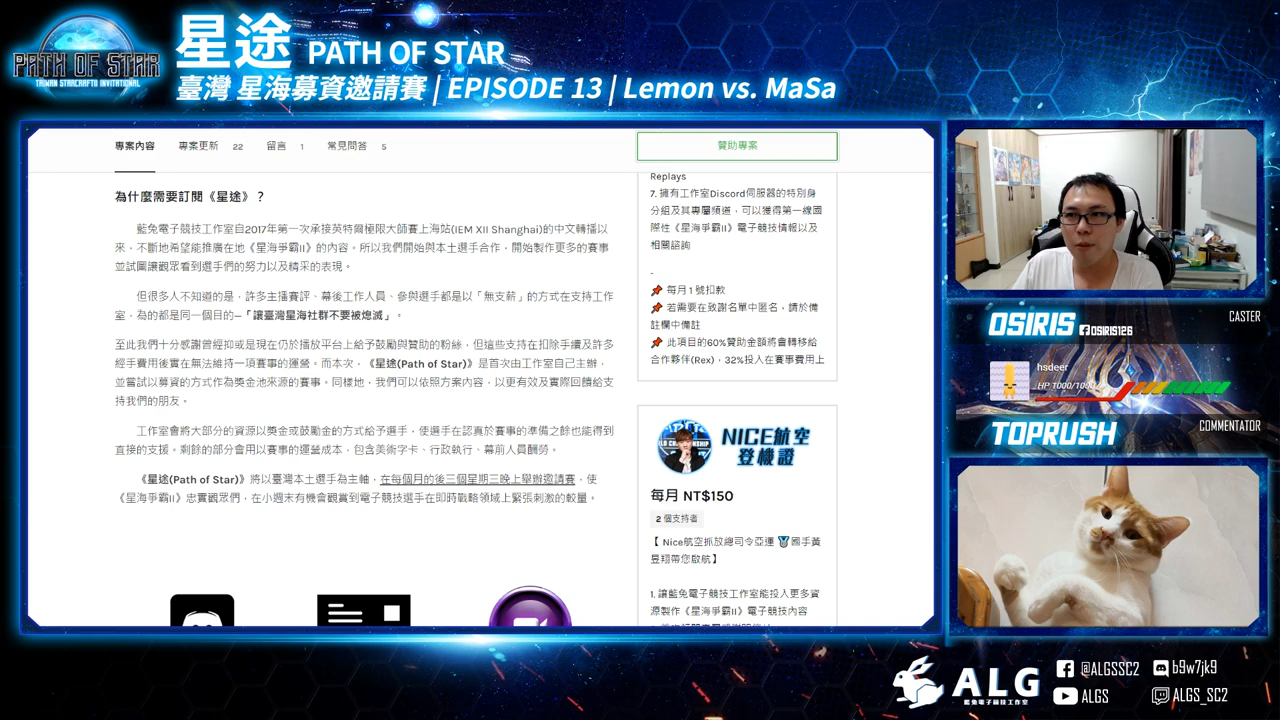 PATH OF STAR
TAIWAN STARCRAFT II INVITATIONAL
星途 PATH OF STAR
臺灣 星海募資邀請賽 | EPISODE 13 | Lemon vs. MaSa
專案內容 專案更新 22 留言 1 常見問答 5
贊助專案
為什麼需要訂閱《星途》？
藍兔電子競技工作室自2017年第一次承接英特爾極限大師賽上海站(IEM XII Shanghai)的中文轉播以
來，不斷地希望能推廣在地《星海爭霸II》的內容。所以我們開始與本土選手合作，開始製作更多的賽事
並試圖讓觀眾看到選手們的努力以及精采的表現。
但很多人不知道的是，許多主播賽評、幕後工作人員、參與選手都是以「無支薪」的方式在支持工作
室，為的都是同一個目的—「讓臺灣星海社群不要被熄滅」。
至此我們十分感謝曾經抑或是現在仍於播放平台上給予鼓勵與贊助的粉絲，但這些支持在扣除手續及許多
經手費用後實在無法維持一項賽事的運營。而本次，《星途(Path of Star)》是首次由工作室自己主辦，
並嘗試以募資的方式作為獎金池來源的賽事，同樣地，我們可以依照方案內容，以更有效及實際回饋給支
持我們的朋友。
工作室會將大部分的資源以獎金或鼓勵金的方式給予選手，使選手在認真於賽事的準備之餘也能得到
直接的支援。剩餘的部分會用以賽事的運營成本，包含美術字卡、行政執行、幕前人員酬勞。
《星途(Path of Star)》將以臺灣本土選手為主軸，在每個月的後三個星期三晚上舉辦邀請賽，使
《星海爭霸II》忠實觀眾們，在小週末有機會觀賞到電子競技選手在即時戰略領域上緊張刺激的較量。
Replays
7. 擁有工作室Discord伺服器的特別身
分組及其專屬頻道，可以獲得第一線國
際性《星海爭霸II》電子競技情報以及
相關諮詢
-
📌 每月 1 號扣款
📌 若需要在致謝名單中匿名，請於備
註欄中備註
📌 此項目的60%贊助金額將會轉移給
合作夥伴(Rex)，32%投入在賽事費用上
NICE航空
登機證
每月 NT$150
2 個支持者
【 Nice航空抓放總司令亞運 🏅國手黃
昱翔帶您啟航】
1. 讓藍兔電子競技工作室能投入更多資
源製作《星海爭霸II》電子競技內容
OSIRIS OSIRIS126 CASTER
hsdeer
HP 1000/1000
TOPRUSH COMMENTATOR
ALG
藍兔電子競技工作室
@ALGSSC2 b9w7jk9
ALGS ALGS_SC2